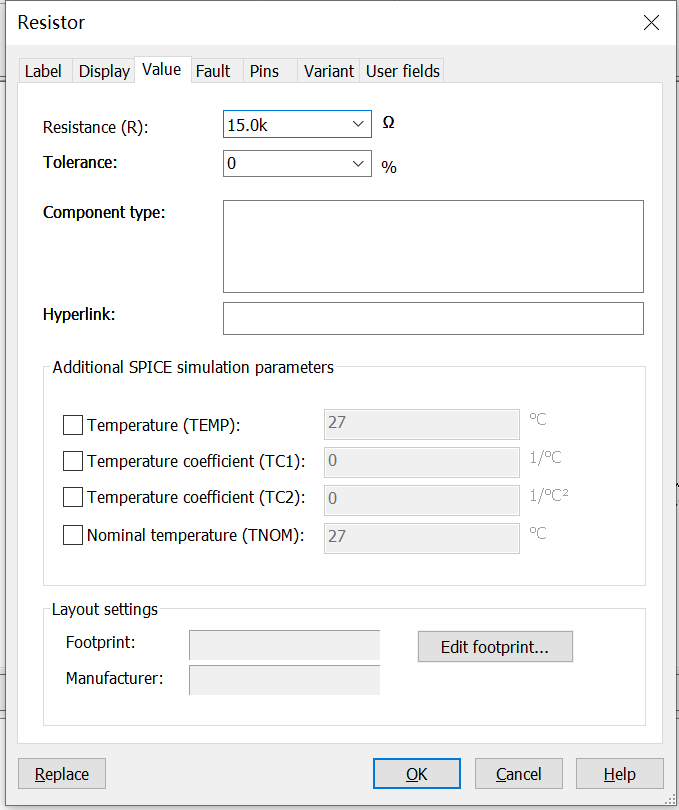 Resistor
Label Display Value Fault Pins Variant User fields
Resistance (R): 15.0k Ω
Tolerance: 0 %
Component type:
Hyperlink:
Additional SPICE simulation parameters
Temperature (TEMP): 27 °C
Temperature coefficient (TC1): 0 1/°C
Temperature coefficient (TC2): 0 1/°C²
Nominal temperature (TNOM): 27 °C
Layout settings
Footprint: Edit footprint...
Manufacturer:
Replace OK Cancel Help